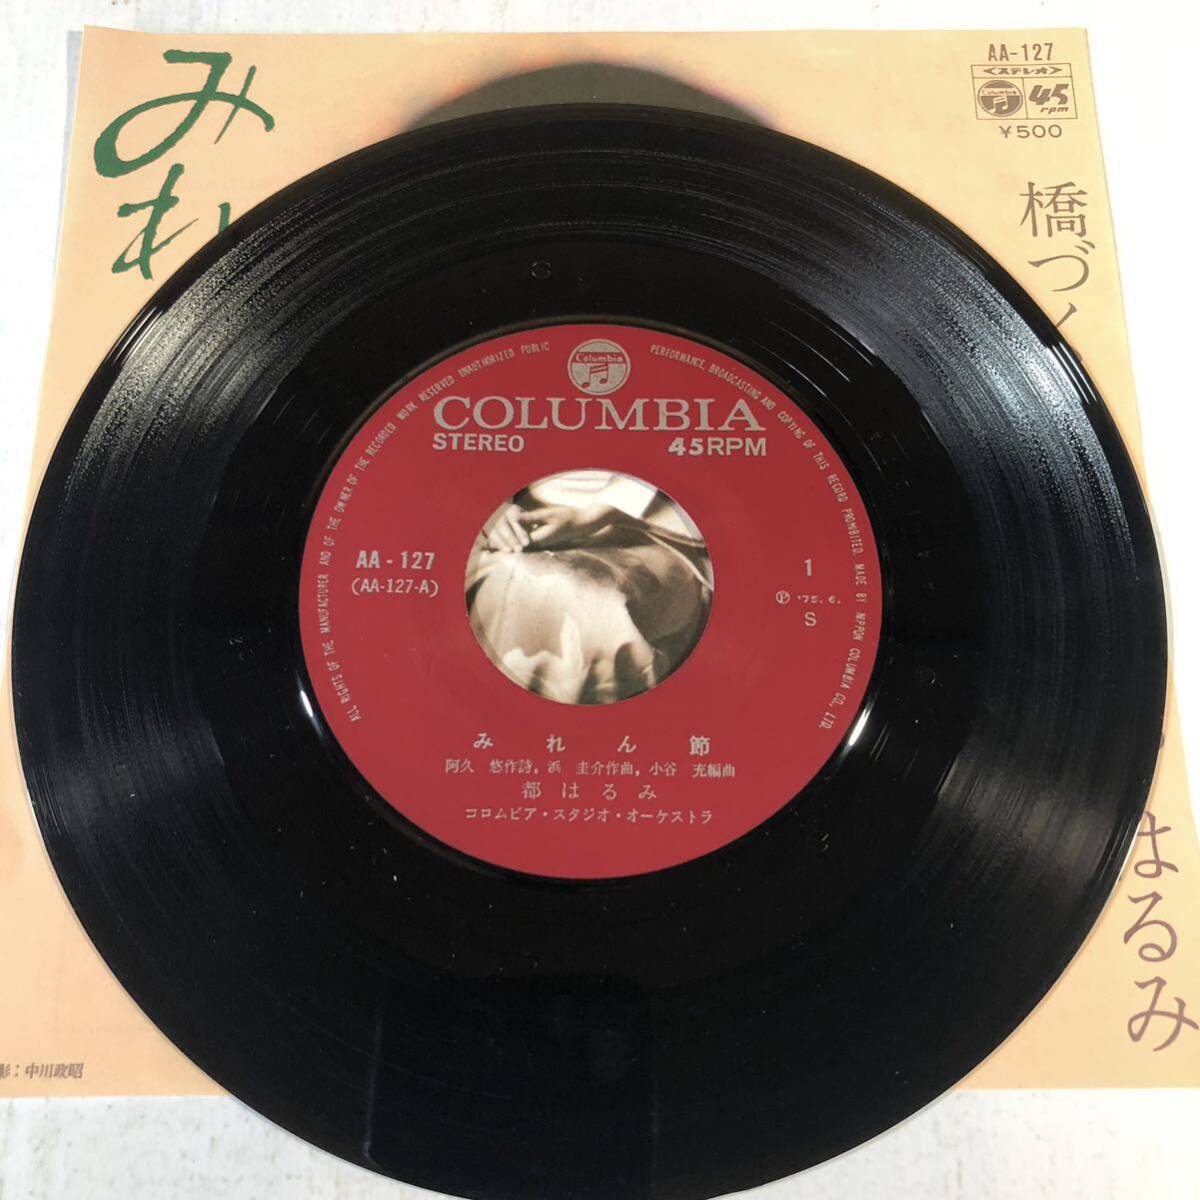 みれ
AA-127
<ステレオ>
Columbia
45
rpm
¥500
橋づく
はるみ
影：中川政昭
ALL RIGHTS OF THE MANUFACTURER AND OF THE OWNER OF THE RECORDED WORK RESERVED UNAUTHORIZED PUBLIC PERFORMANCE, BROADCASTING AND COPYING OF THIS RECORD PROHIBITED. MADE BY NIPPON COLUMBIA CO., LTD.
Columbia
COLUMBIA
STEREO 45RPM
AA-127
(AA-127-A)
1
Ⓟ '75.6.
S
みれん節
阿久 悠作詩, 浜 圭介作曲, 小谷 充編曲
都はるみ
コロムビア・スタジオ・オーケストラ